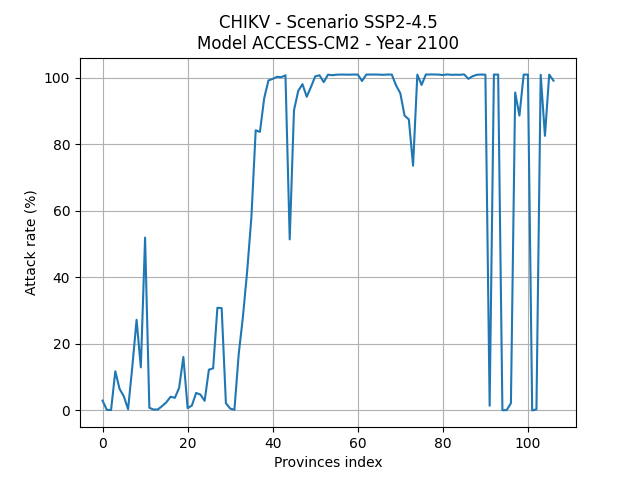 CHIKV - Scenario SSP2-4.5
Model ACCESS-CM2 - Year 2100
100
80
60
40
20
0
Attack rate (%)
0 20 40 60 80 100
Provinces index